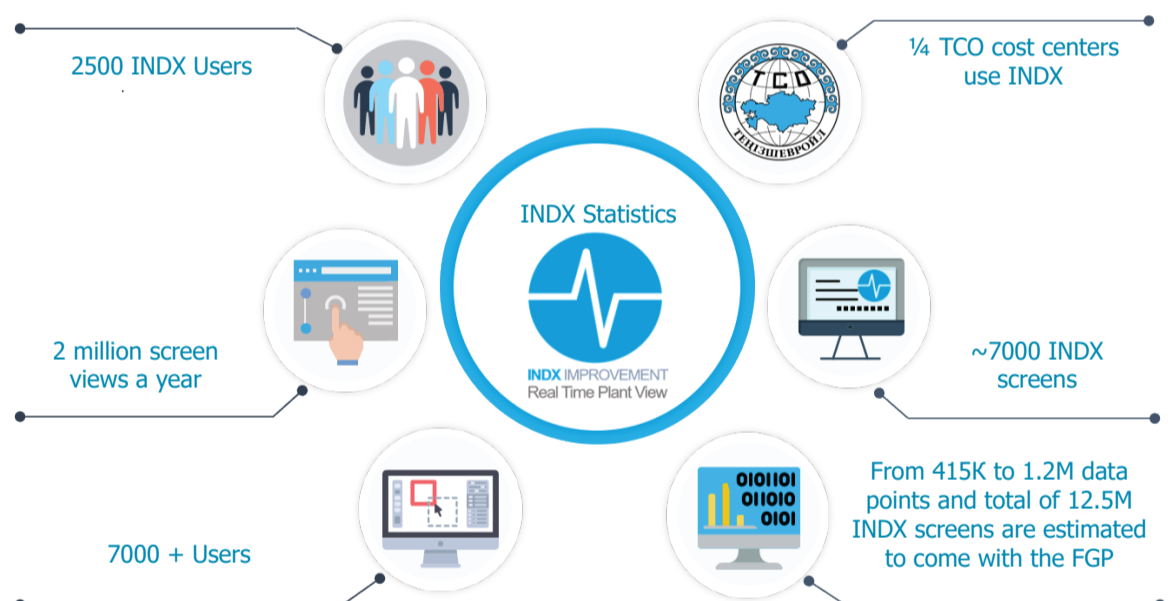 2500 INDX Users
.
¼ TCO cost centers
use INDX
TCO
ТЕҢІЗШЕВРОЙЛ
INDX Statistics
INDX IMPROVEMENT
Real Time Plant View
2 million screen
views a year
~7000 INDX
screens
7000 + Users
0101101
011010
0101
From 415K to 1.2M data
points and total of 12.5M
INDX screens are estimated
to come with the FGP